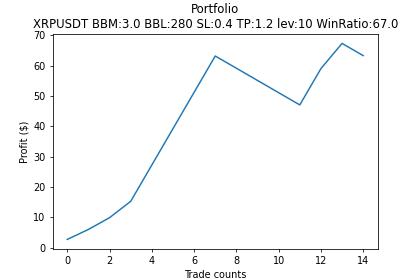 Portfolio
XRPUSDT BBM:3.0 BBL:280 SL:0.4 TP:1.2 lev:10 WinRatio:67.0
70
60
50
40
30
20
10
0
Profit ($)
0 2 4 6 8 10 12 14
Trade counts